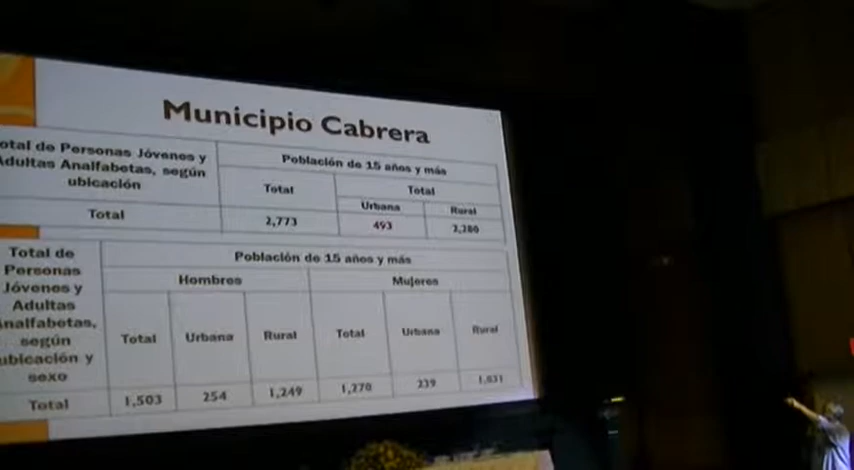 Municipio Cabrera
otal de Personas Jóvenes y
Adultas Analfabetas, según
ubicación
Población de 15 años y más
Total
Total
Urbana
Rural
Total
2,773
493
2,280
Total de
Personas
Jóvenes y
Adultas
nalfabetas,
según
ubicación y
sexo
Población de 15 años y más
Hombres
Mujeres
Total
Urbana
Rural
Total
Urbana
Rural
Total
1,503
254
1,249
1,270
239
1,031